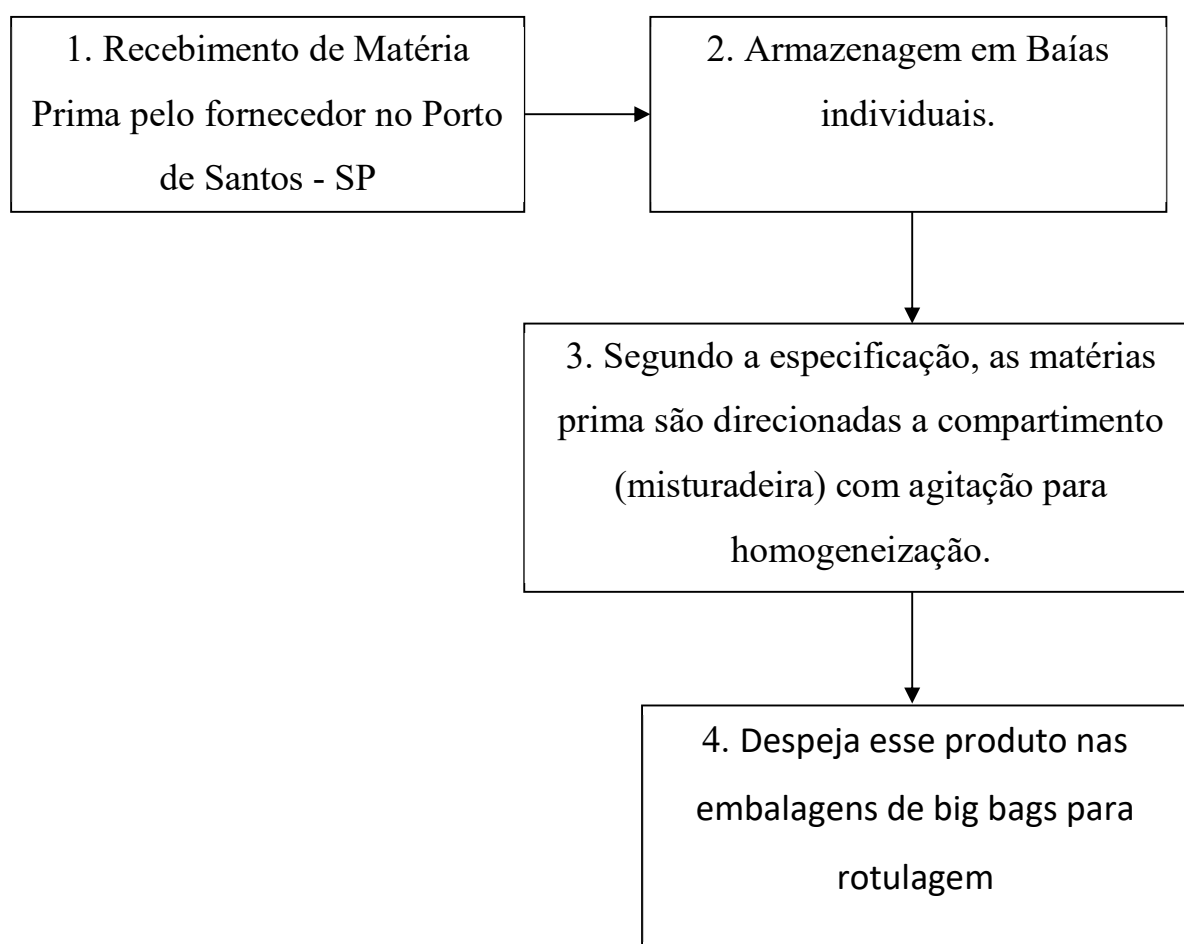 1. Recebimento de Matéria
Prima pelo fornecedor no Porto
de Santos - SP
2. Armazenagem em Baías
individuais.
3. Segundo a especificação, as matérias
prima são direcionadas a compartimento
(misturadeira) com agitação para
homogeneização.
4. Despeja esse produto nas
embalagens de big bags para
rotulagem